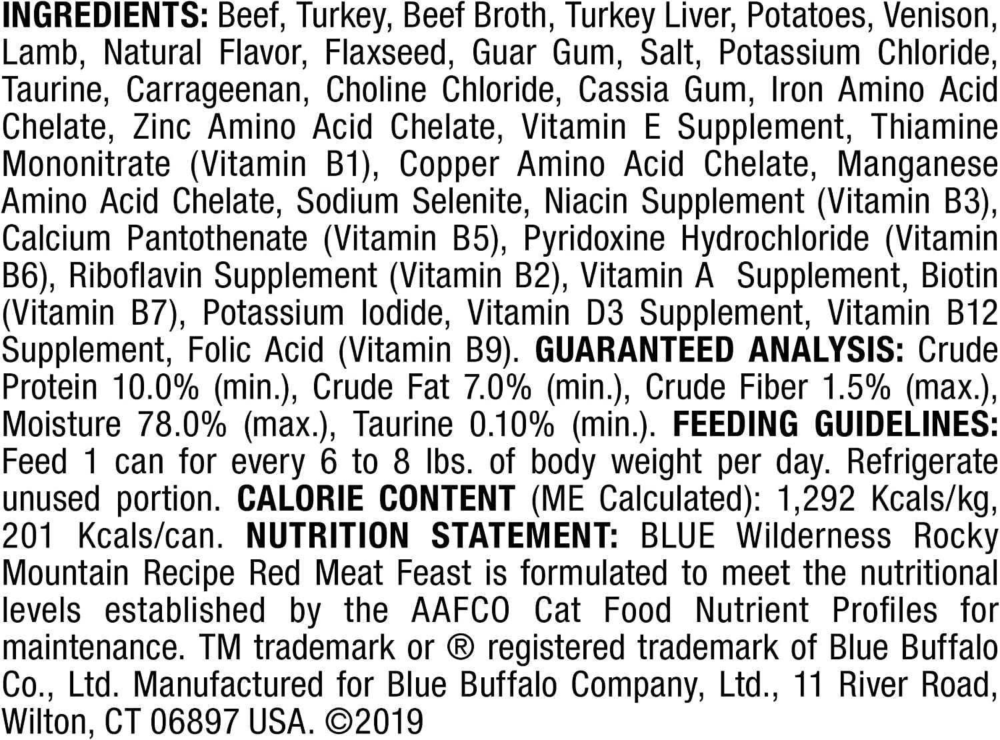 INGREDIENTS: Beef, Turkey, Beef Broth, Turkey Liver, Potatoes, Venison,
Lamb, Natural Flavor, Flaxseed, Guar Gum, Salt, Potassium Chloride,
Taurine, Carrageenan, Choline Chloride, Cassia Gum, Iron Amino Acid
Chelate, Zinc Amino Acid Chelate, Vitamin E Supplement, Thiamine
Mononitrate (Vitamin B1), Copper Amino Acid Chelate, Manganese
Amino Acid Chelate, Sodium Selenite, Niacin Supplement (Vitamin B3),
Calcium Pantothenate (Vitamin B5), Pyridoxine Hydrochloride (Vitamin
B6), Riboflavin Supplement (Vitamin B2), Vitamin A Supplement, Biotin
(Vitamin B7), Potassium Iodide, Vitamin D3 Supplement, Vitamin B12
Supplement, Folic Acid (Vitamin B9). GUARANTEED ANALYSIS: Crude
Protein 10.0% (min.), Crude Fat 7.0% (min.), Crude Fiber 1.5% (max.),
Moisture 78.0% (max.), Taurine 0.10% (min.). FEEDING GUIDELINES:
Feed 1 can for every 6 to 8 lbs. of body weight per day. Refrigerate
unused portion. CALORIE CONTENT (ME Calculated): 1,292 Kcals/kg,
201 Kcals/can. NUTRITION STATEMENT: BLUE Wilderness Rocky
Mountain Recipe Red Meat Feast is formulated to meet the nutritional
levels established by the AAFCO Cat Food Nutrient Profiles for
maintenance. TM trademark or ® registered trademark of Blue Buffalo
Co., Ltd. Manufactured for Blue Buffalo Company, Ltd., 11 River Road,
Wilton, CT 06897 USA. ©2019